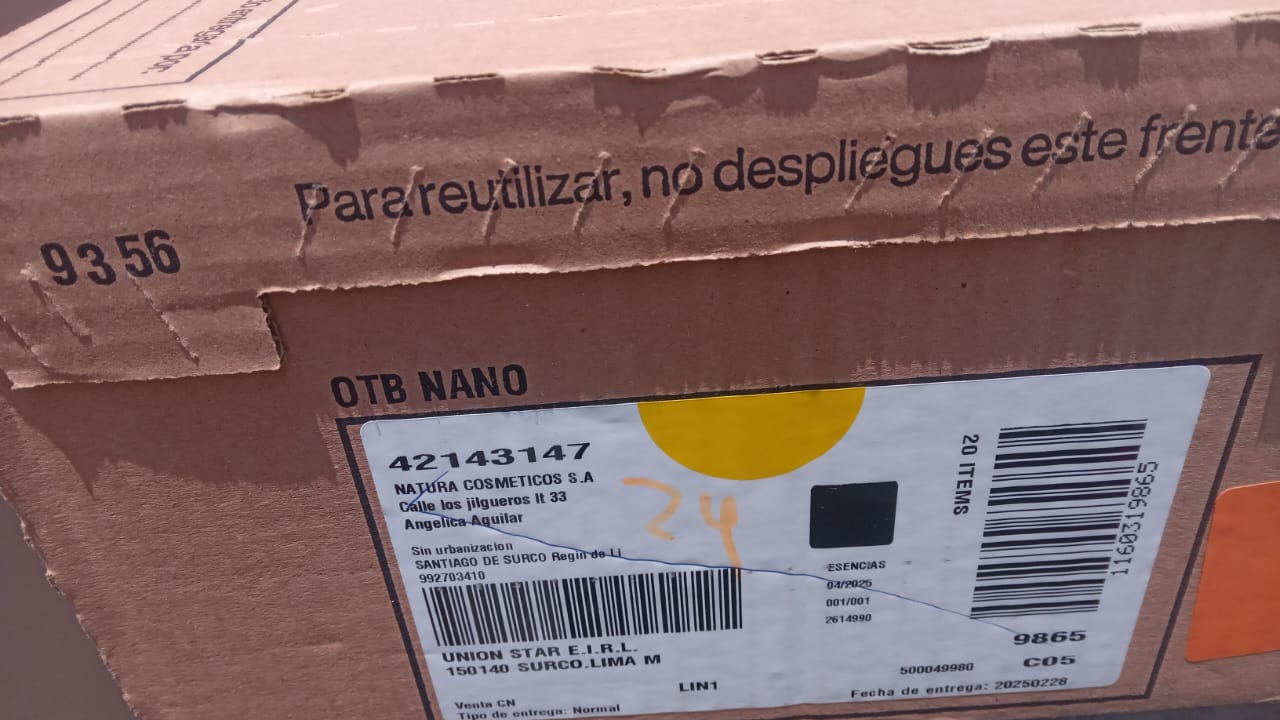 Para reutilizar, no despliegues este frente
9356
OTB NANO
42143147
NATURA COSMETICOS S.A
Calle los jilgueros lt 33
Angelica Aguilar
Sin urbanizacion
SANTIAGO DE SURCO Regin de Li
992703410
UNION STAR E.I.R.L.
150140 SURCO.LIMA M
LIN1
Venta CN
Tipo de entrega: Normal
24
ESENCIAS
04/2025
001/001
2614990
20 ITEMS
1160319865
9865
C05
500049980
Fecha de entrega: 20250228